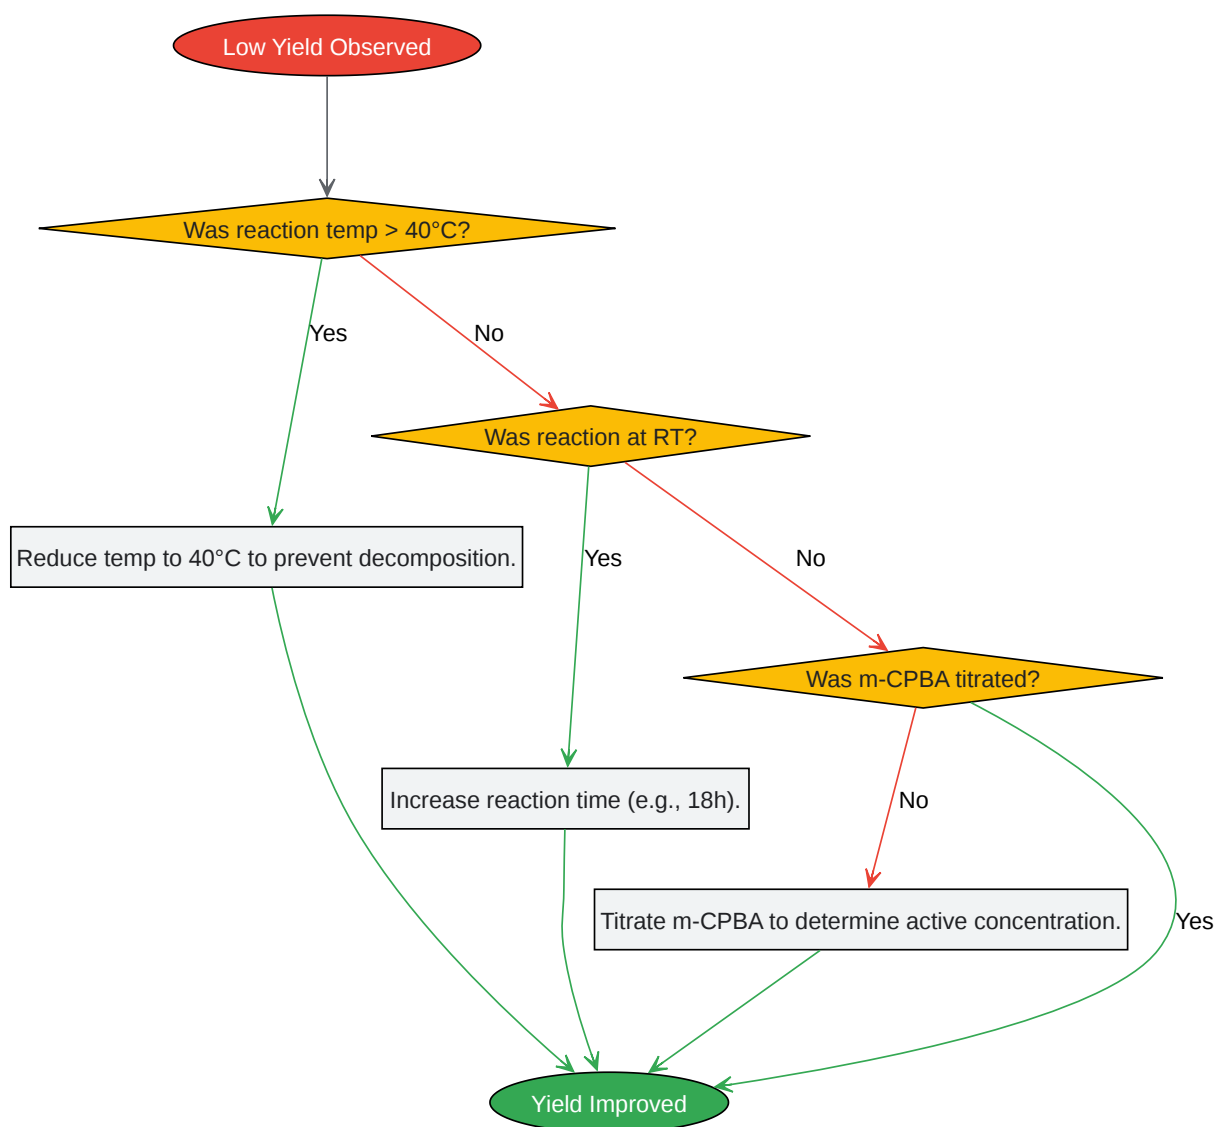 Low Yield Observed
Was reaction temp > 40°C?
Yes
No
Was reaction at RT?
Reduce temp to 40°C to prevent decomposition.
Yes
No
Was m-CPBA titrated?
Increase reaction time (e.g., 18h).
No
Titrate m-CPBA to determine active concentration.
Yes
Yield Improved